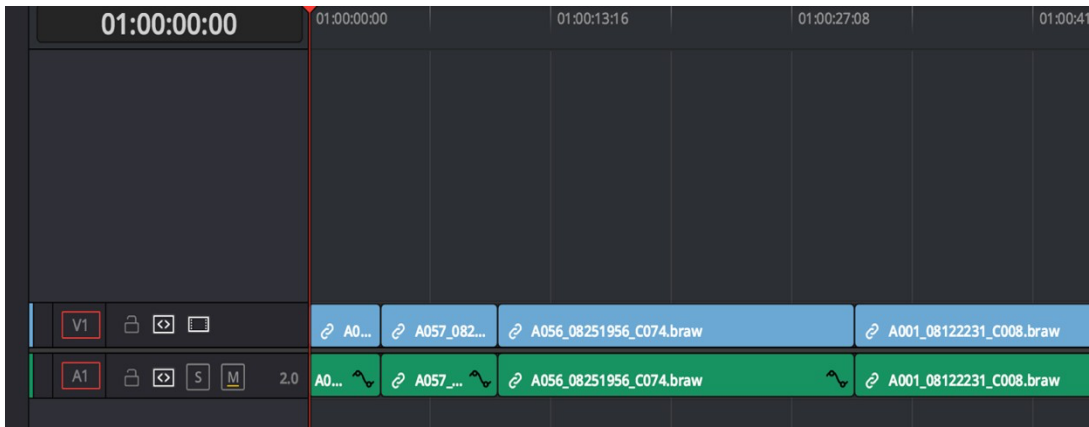 01:00:00:00
01:00:00:00 01:00:13:16 01:00:27:08 01:00:41
V1 A0... A057_082... A056_08251956_C074.braw A001_08122231_C008.braw
A1 S M 2.0 A0... A057_... A056_08251956_C074.braw A001_08122231_C008.braw